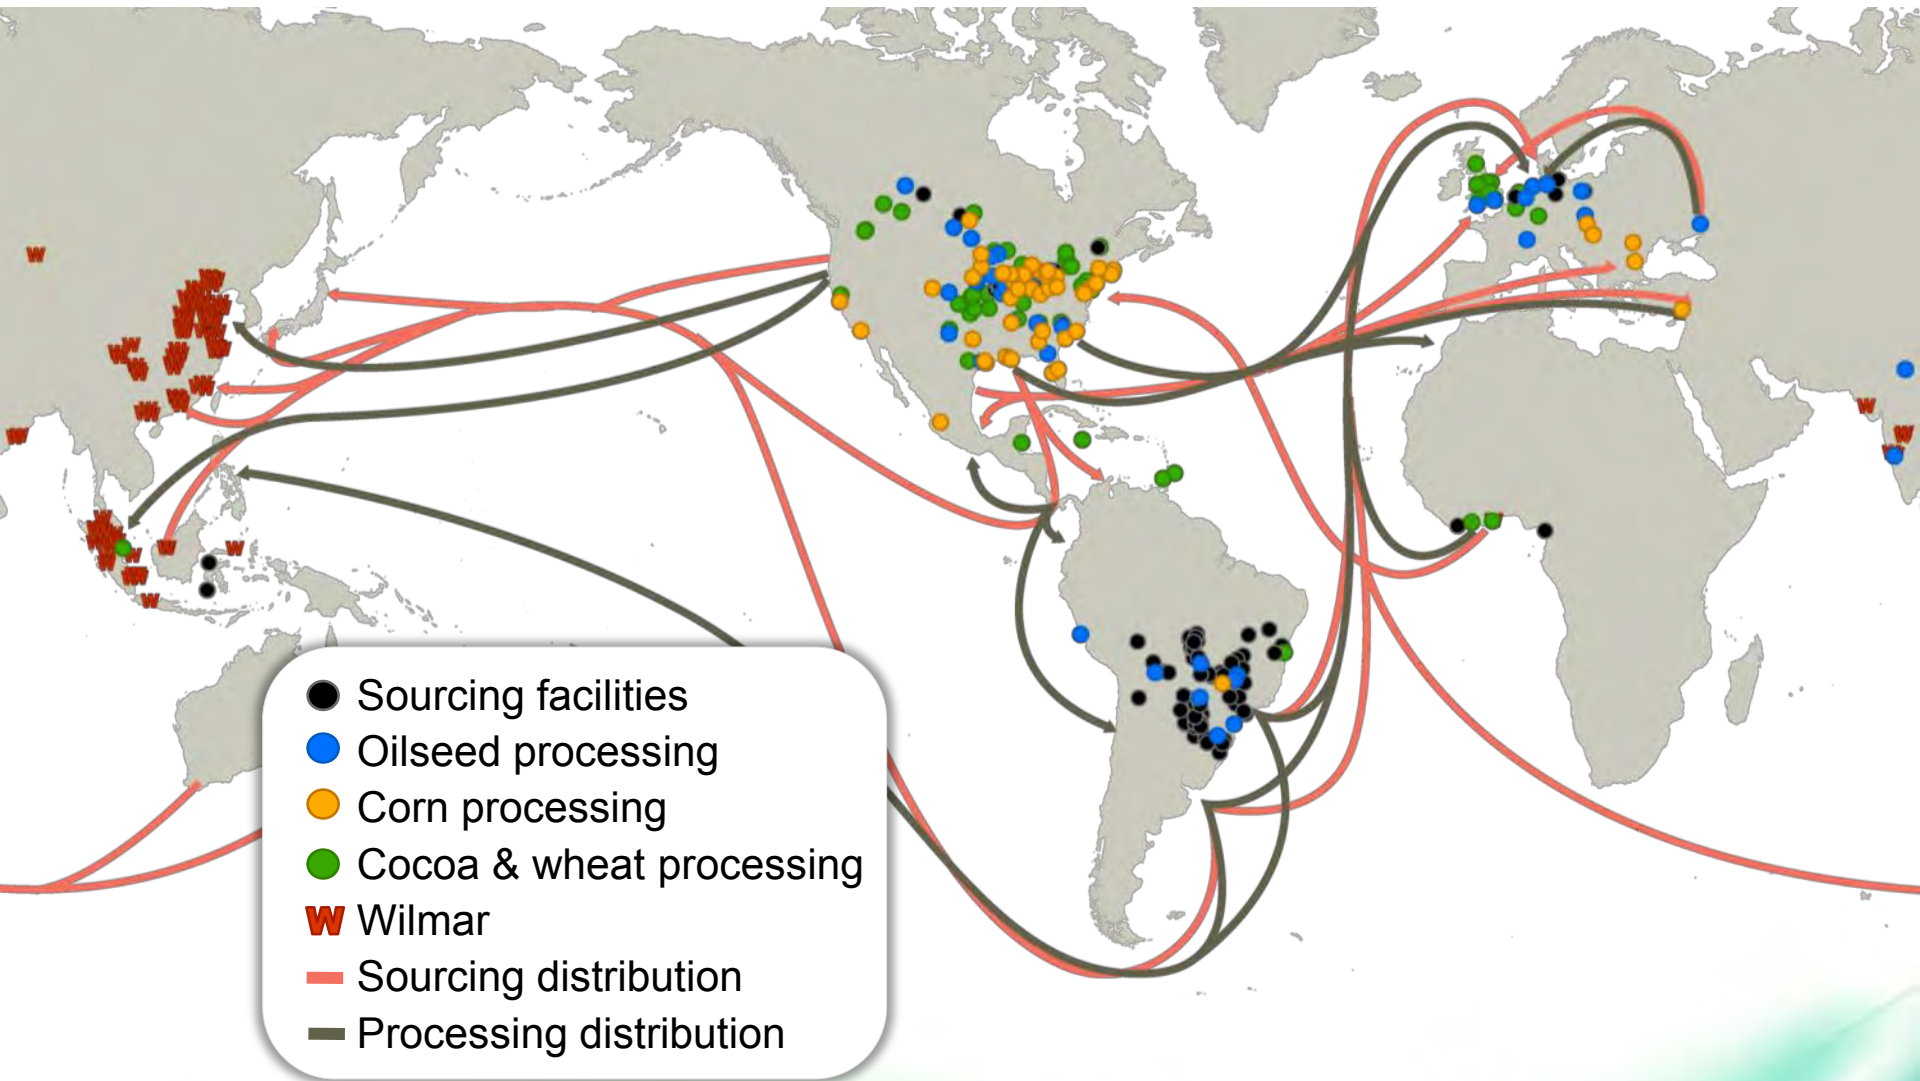 Sourcing facilities
Oilseed processing
Corn processing
Cocoa & wheat processing
W Wilmar
Sourcing distribution
Processing distribution